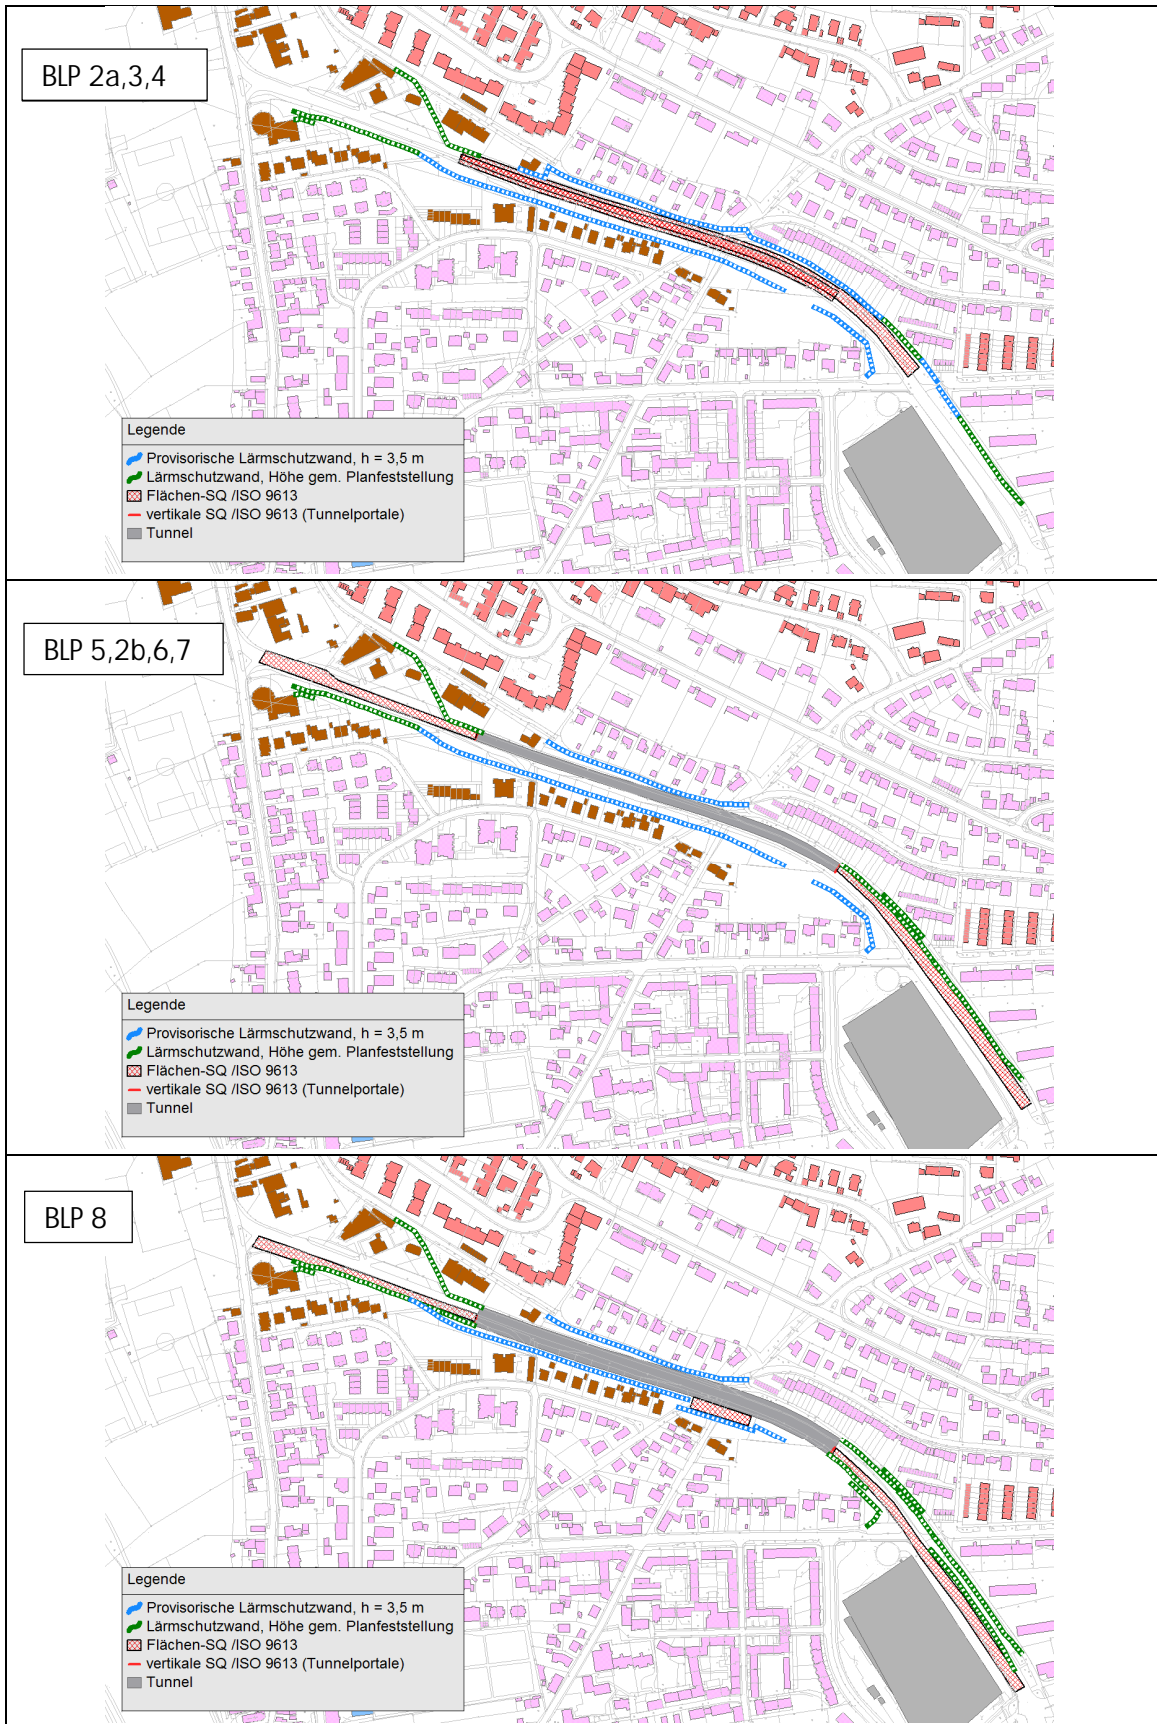 BLP 2a,3,4
Legende
Provisorische Lärmschutzwand, h = 3,5 m
Lärmschutzwand, Höhe gem. Planfeststellung
Flächen-SQ /ISO 9613
vertikale SQ /ISO 9613 (Tunnelportale)
Tunnel
BLP 5,2b,6,7
Legende
Provisorische Lärmschutzwand, h = 3,5 m
Lärmschutzwand, Höhe gem. Planfeststellung
Flächen-SQ /ISO 9613
vertikale SQ /ISO 9613 (Tunnelportale)
Tunnel
BLP 8
Legende
Provisorische Lärmschutzwand, h = 3,5 m
Lärmschutzwand, Höhe gem. Planfeststellung
Flächen-SQ /ISO 9613
vertikale SQ /ISO 9613 (Tunnelportale)
Tunnel